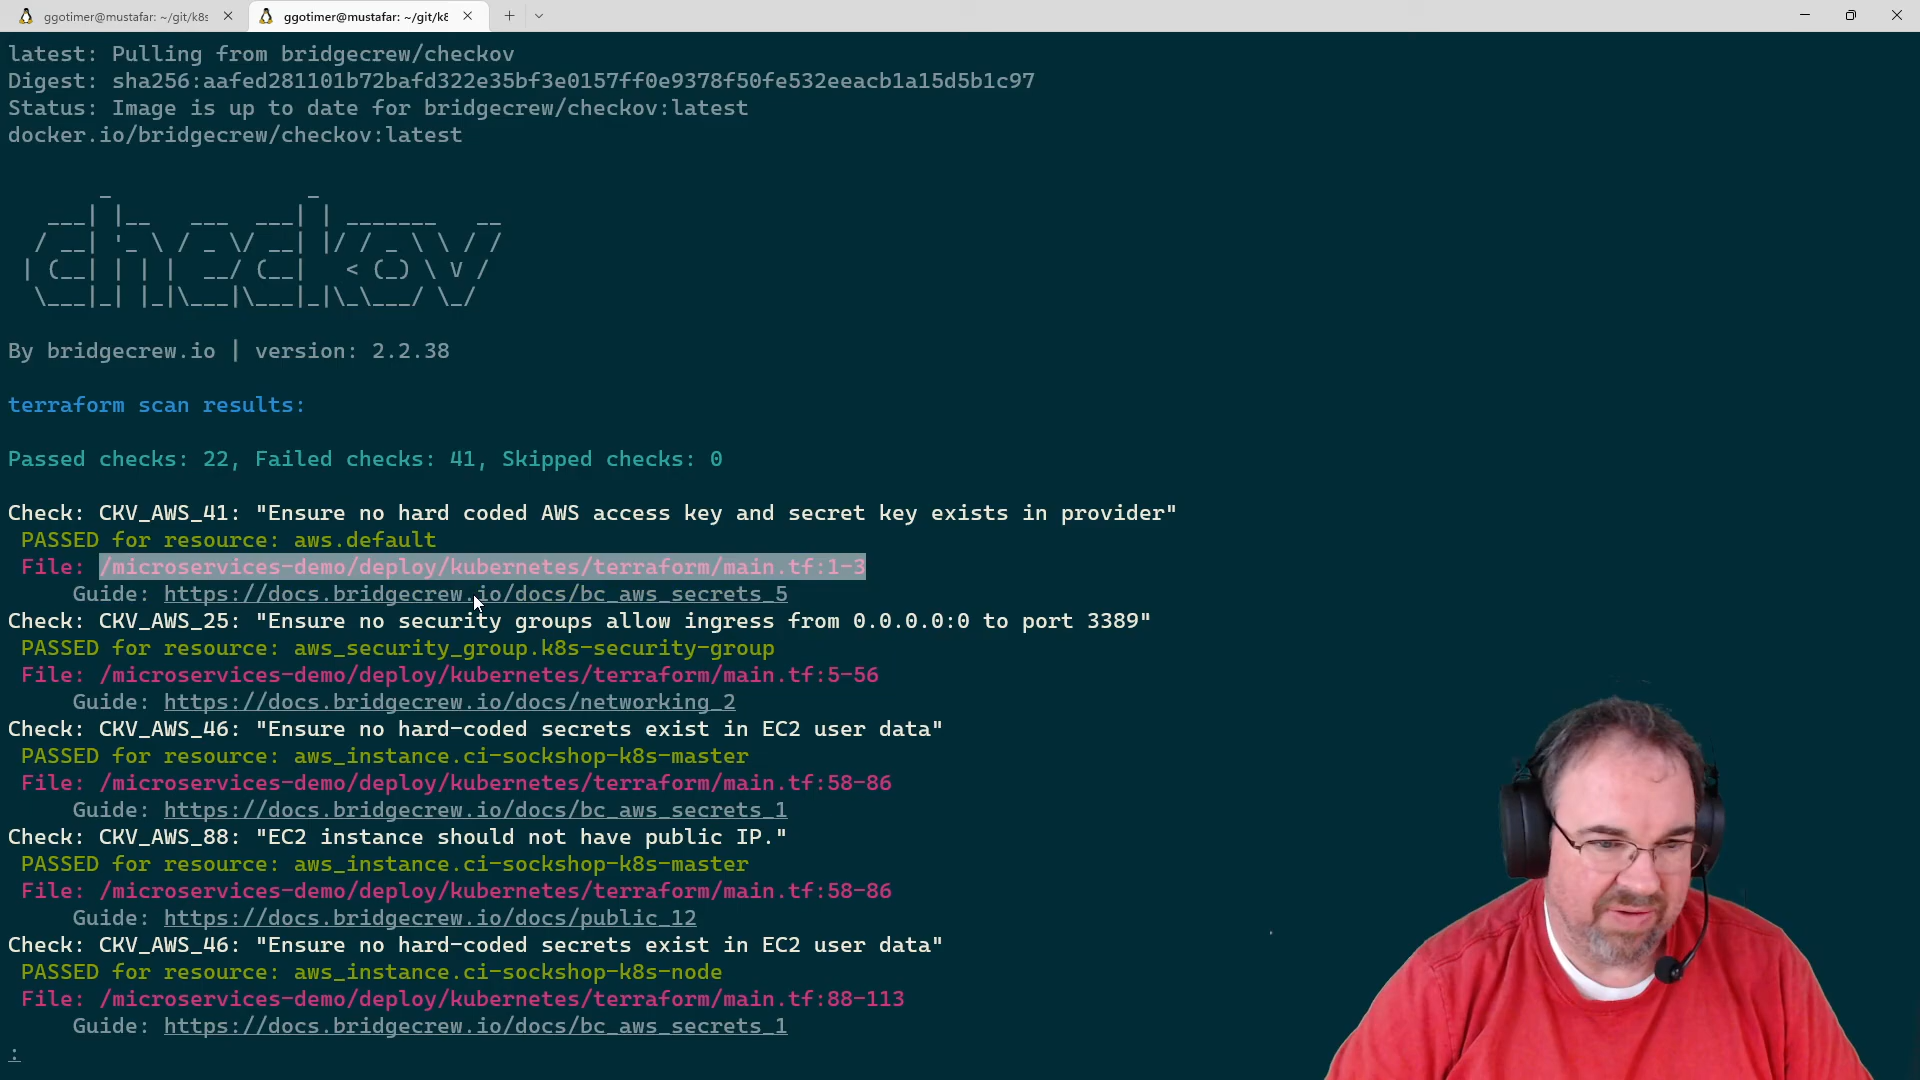 ggotimer@mustafar: ~/git/k8s
ggotimer@mustafar: ~/git/k8
latest: Pulling from bridgecrew/checkov
Digest: sha256:aafed281101b72bafd322e35bf3e0157ff0e9378f50fe532eeacb1a15d5b1c97
Status: Image is up to date for bridgecrew/checkov:latest
docker.io/bridgecrew/checkov:latest
checkov
By bridgecrew.io | version: 2.2.38
terraform scan results:
Passed checks: 22, Failed checks: 41, Skipped checks: 0
Check: CKV_AWS_41: "Ensure no hard coded AWS access key and secret key exists in provider"
PASSED for resource: aws.default
File: /microservices-demo/deploy/kubernetes/terraform/main.tf:1-3
Guide: https://docs.bridgecrew.io/docs/bc_aws_secrets_5
Check: CKV_AWS_25: "Ensure no security groups allow ingress from 0.0.0.0:0 to port 3389"
PASSED for resource: aws_security_group.k8s-security-group
File: /microservices-demo/deploy/kubernetes/terraform/main.tf:5-56
Guide: https://docs.bridgecrew.io/docs/networking_2
Check: CKV_AWS_46: "Ensure no hard-coded secrets exist in EC2 user data"
PASSED for resource: aws_instance.ci-sockshop-k8s-master
File: /microservices-demo/deploy/kubernetes/terraform/main.tf:58-86
Guide: https://docs.bridgecrew.io/docs/bc_aws_secrets_1
Check: CKV_AWS_88: "EC2 instance should not have public IP."
PASSED for resource: aws_instance.ci-sockshop-k8s-master
File: /microservices-demo/deploy/kubernetes/terraform/main.tf:58-86
Guide: https://docs.bridgecrew.io/docs/public_12
Check: CKV_AWS_46: "Ensure no hard-coded secrets exist in EC2 user data"
PASSED for resource: aws_instance.ci-sockshop-k8s-node
File: /microservices-demo/deploy/kubernetes/terraform/main.tf:88-113
Guide: https://docs.bridgecrew.io/docs/bc_aws_secrets_1
: